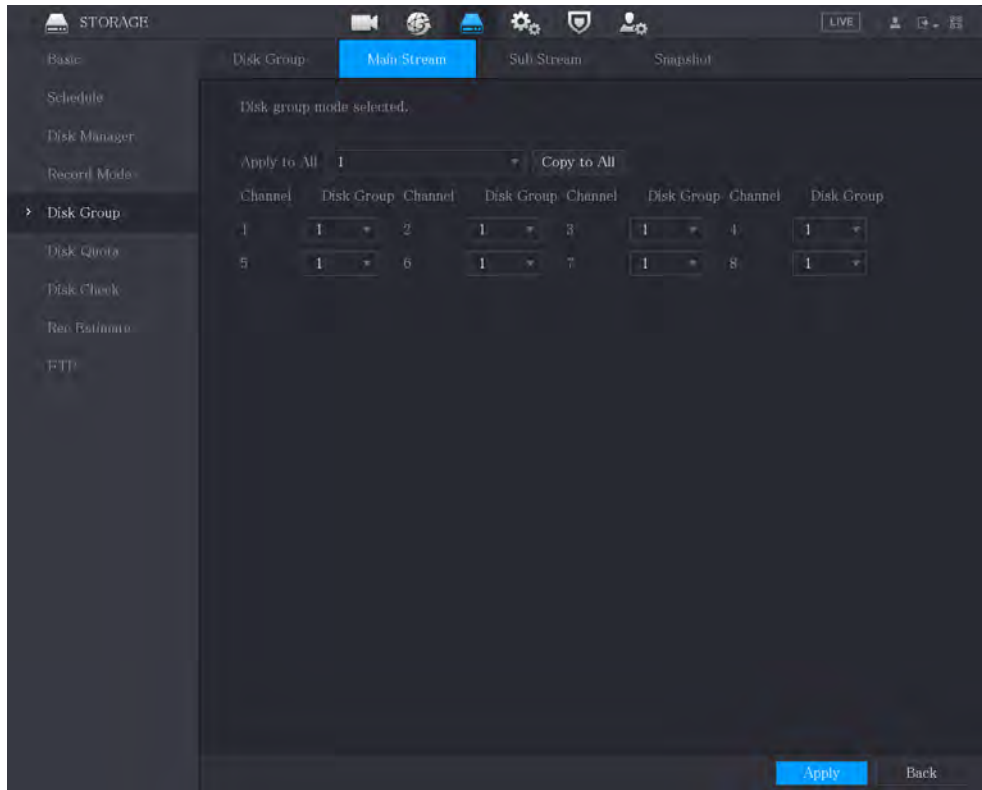 STORAGE LIVE
Basic
Schedule
Disk Manager
Record Mode
Disk Group
Disk Quota
Disk Check
Rec Estimate
FTP
Disk Group Main Stream Sub Stream Snapshot
Disk group mode selected.
Apply to All 1 Copy to All
Channel Disk Group Channel Disk Group Channel Disk Group Channel Disk Group
1 1 2 1 3 1 4 1
5 1 6 1 7 1 8 1
Apply Back